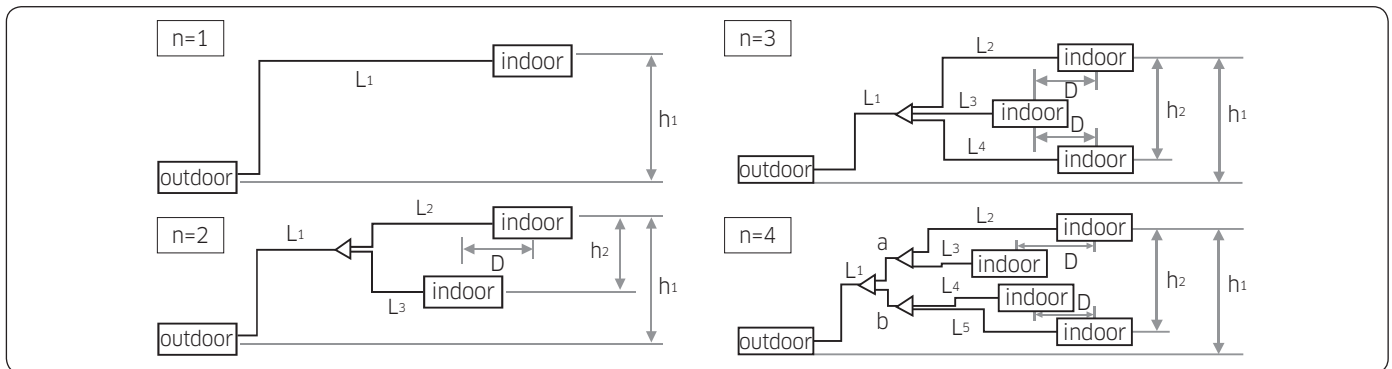 n=1
indoor
L1
h1
outdoor
n=2
L2
indoor
L1
D
h2
h1
L3
indoor
outdoor
n=3
L2
indoor
D
L1
L3
indoor
h2
h1
D
L4
indoor
outdoor
n=4
L2
indoor
a
L3
D
indoor
L1
h2
h1
L4
indoor
D
b
L5
indoor
outdoor